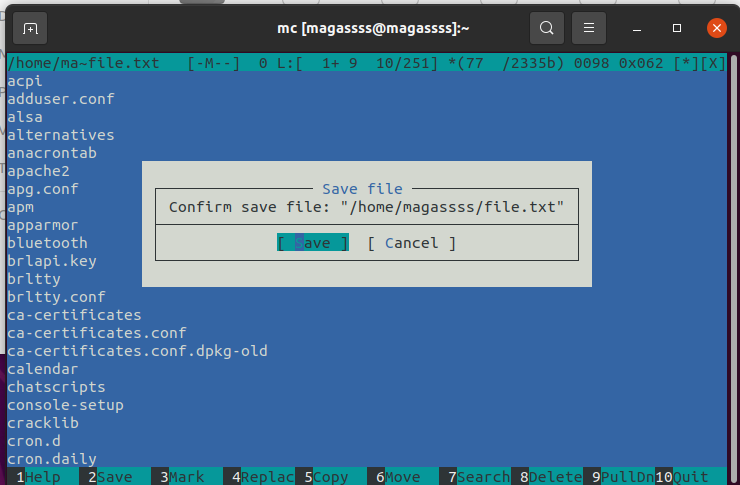 mc [magassss@magassss]:~
/home/ma~file.txt   [-M--]  0 L:[  1+ 9  10/251] *(77  /2335b) 0098 0x062 [*][X]
acpi
adduser.conf
alsa
alternatives
anacrontab
apache2
apg.conf
apm
apparmor
bluetooth
brlapi.key
brltty
brltty.conf
ca-certificates
ca-certificates.conf
ca-certificates.conf.dpkg-old
calendar
chatscripts
console-setup
cracklib
cron.d
cron.daily
Save file
Confirm save file: "/home/magassss/file.txt"
[ Save ]  [ Cancel ]
1Help  2Save  3Mark  4Replac 5Copy  6Move  7Search 8Delete 9PullDn 10Quit